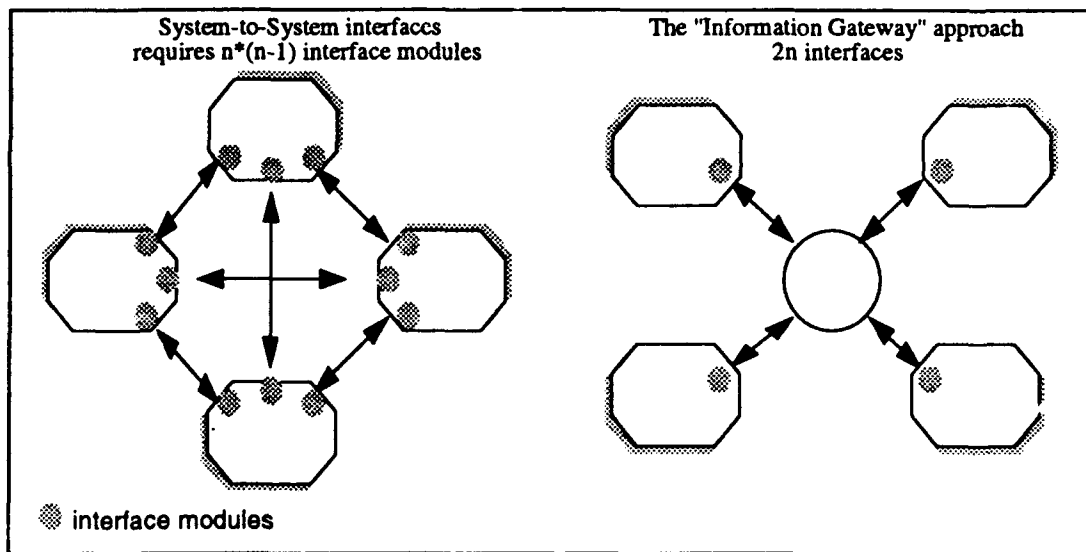 System-to-System interfaces
requires n*(n-1) interface modules
The "Information Gateway" approach
2n interfaces
interface modules